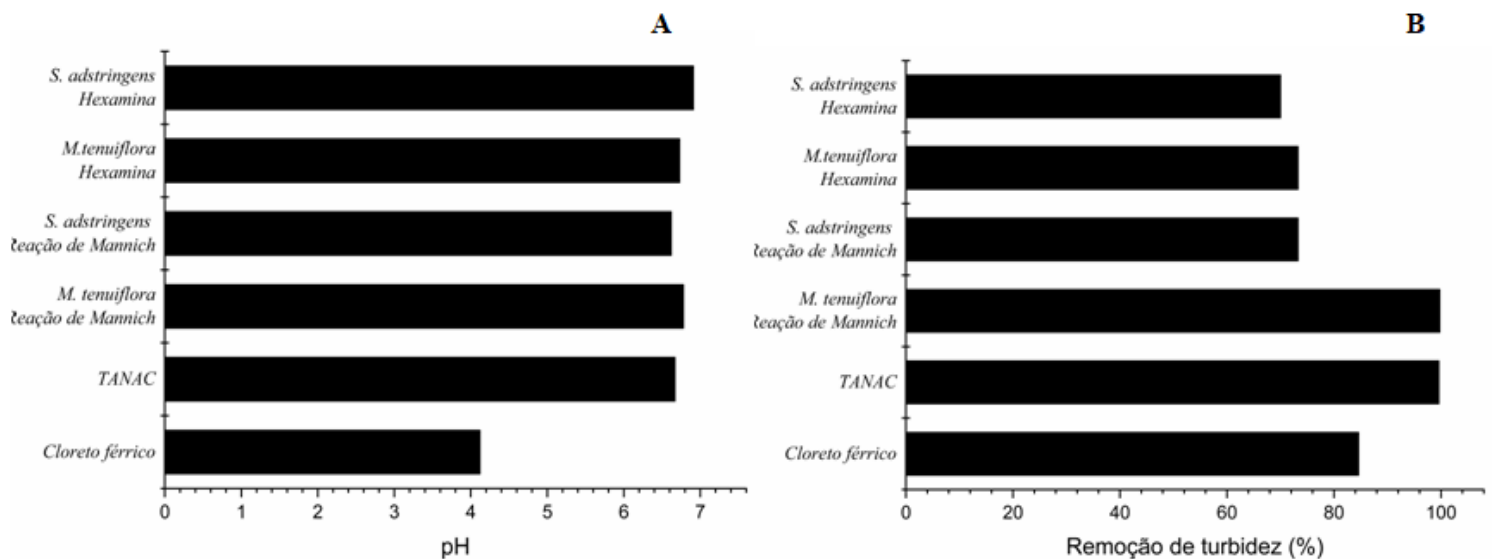 A
S. adstringens
Hexamina
M.tenuiflora
Hexamina
S. adstringens
Reação de Mannich
M. tenuiflora
Reação de Mannich
TANAC
Cloreto férrico
0 1 2 3 4 5 6 7
pH
B
S. adstringens
Hexamina
M.tenuiflora
Hexamina
S. adstringens
Reação de Mannich
M. tenuiflora
Reação de Mannich
TANAC
Cloreto férrico
0 20 40 60 80 100
Remoção de turbidez (%)